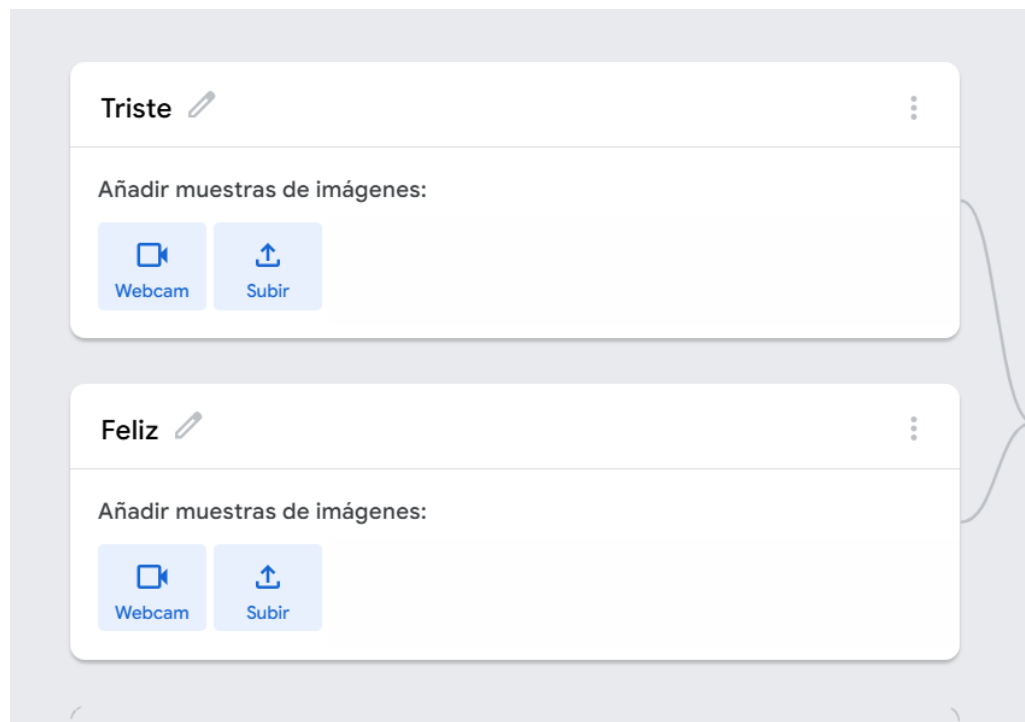 Triste
Añadir muestras de imágenes:
Webcam Subir
Feliz
Añadir muestras de imágenes:
Webcam Subir